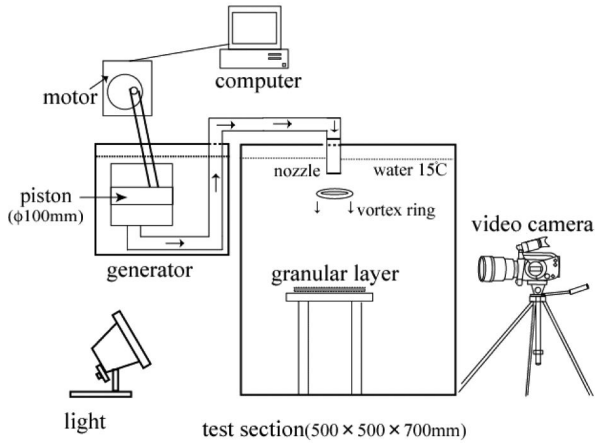 computer
motor
nozzle
water 15℃
piston
(ϕ100mm)
vortex ring
video camera
generator
granular layer
light
test section(500×500×700mm)